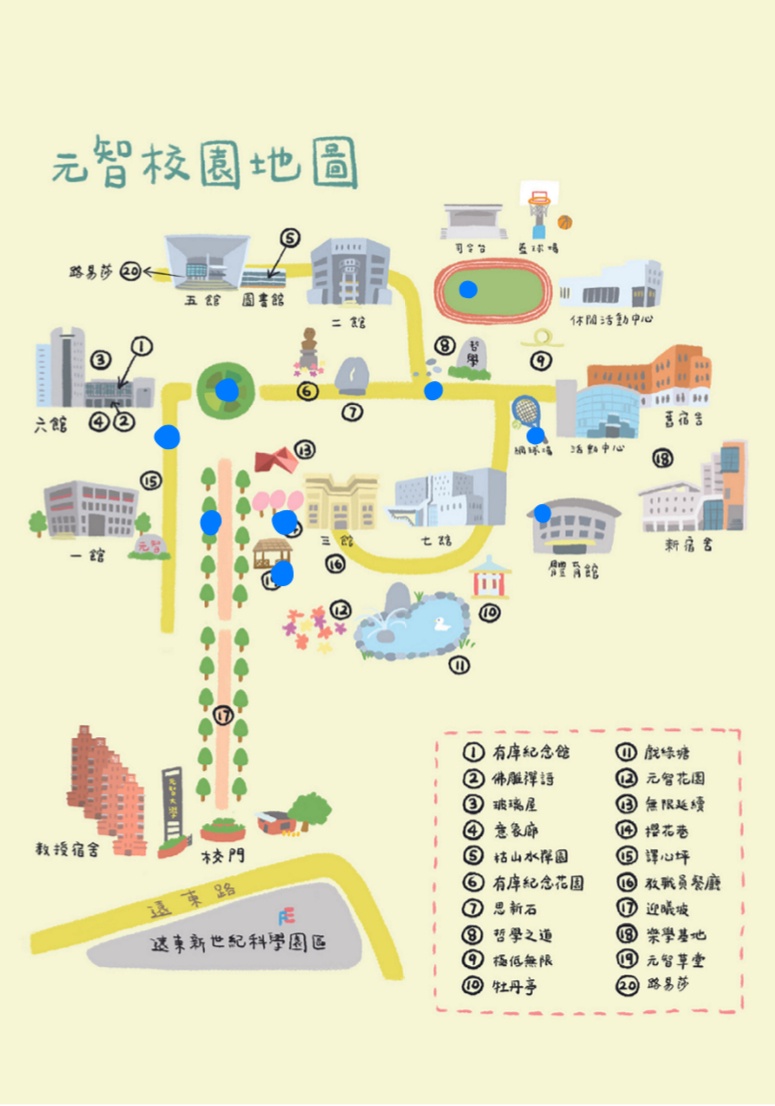 元智校園地圖
司令台
籃球場
⑤
路易莎 ⑳
五館
圖書館
二館
休閒活動中心
⑧
哲學
⑨
③
①
⑥
⑦
六館
④ ②
舊宿舍
網球場
活動中心
⑬
⑱
⑮
元智
一館
三館
七館
新宿舍
⑯
體育館
⑫
⑩
⑪
⑰
元智大學
教授宿舍
校門
遠東路
遠東新世紀科學園區
① 有庠紀念館
② 佛雕禪語
③ 玻璃屋
④ 意象廊
⑤ 枯山水禪園
⑥ 有庠紀念花園
⑦ 思新石
⑧ 哲學之道
⑨ 極低無限
⑩ 牡丹亭
⑪ 戲綠塘
⑫ 元智花園
⑬ 無限延續
⑭ 櫻花巷
⑮ 譯心坪
⑯ 教職員餐廳
⑰ 迎曦坡
⑱ 樂學基地
⑲ 元智草堂
⑳ 路易莎